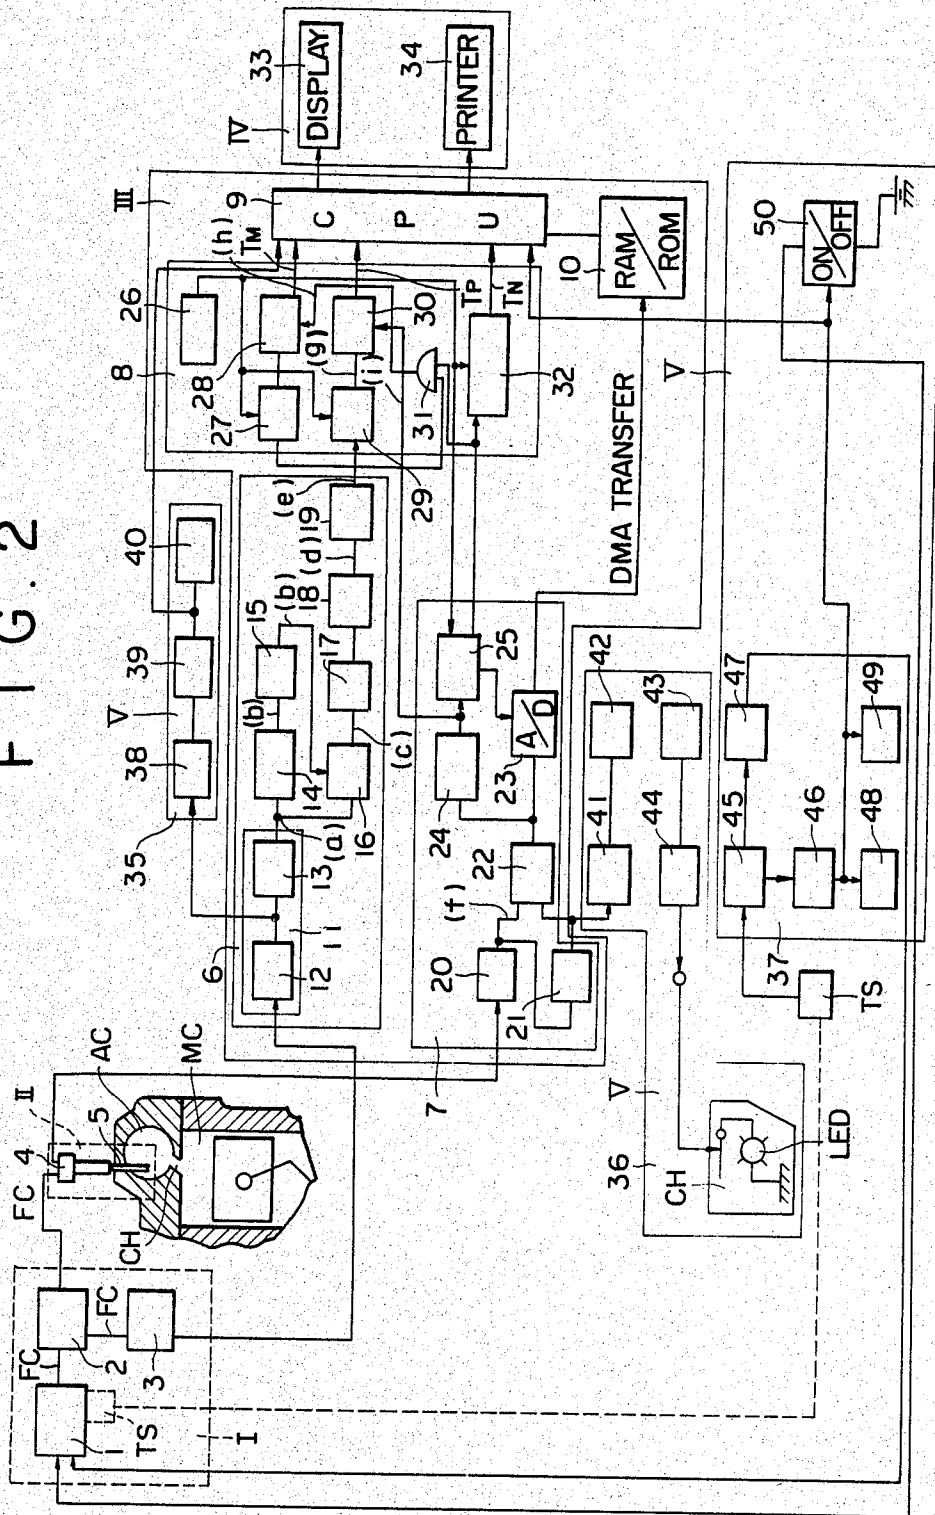 FIG. 2
I
TS
1
FC
2
FC
3
FC
4
II
5
AC
MC
CH
6
11
12
13
(a)
14
(b)
15
(b)
16
(c)
17
18
(d)
19
(e)
35
38
V
39
40
8
26
27
28
29
(g)
(i)
30
31
32
(h)
TM
TP
TN
III
9
CPU
10
RAM/ROM
IV
33
DISPLAY
34
PRINTER
7
20
21
(f)
22
23
A/D
24
25
DMA TRANSFER
36
V
41
42
43
44
CH
LED
37
TS
45
46
47
48
49
V
50
ON/OFF